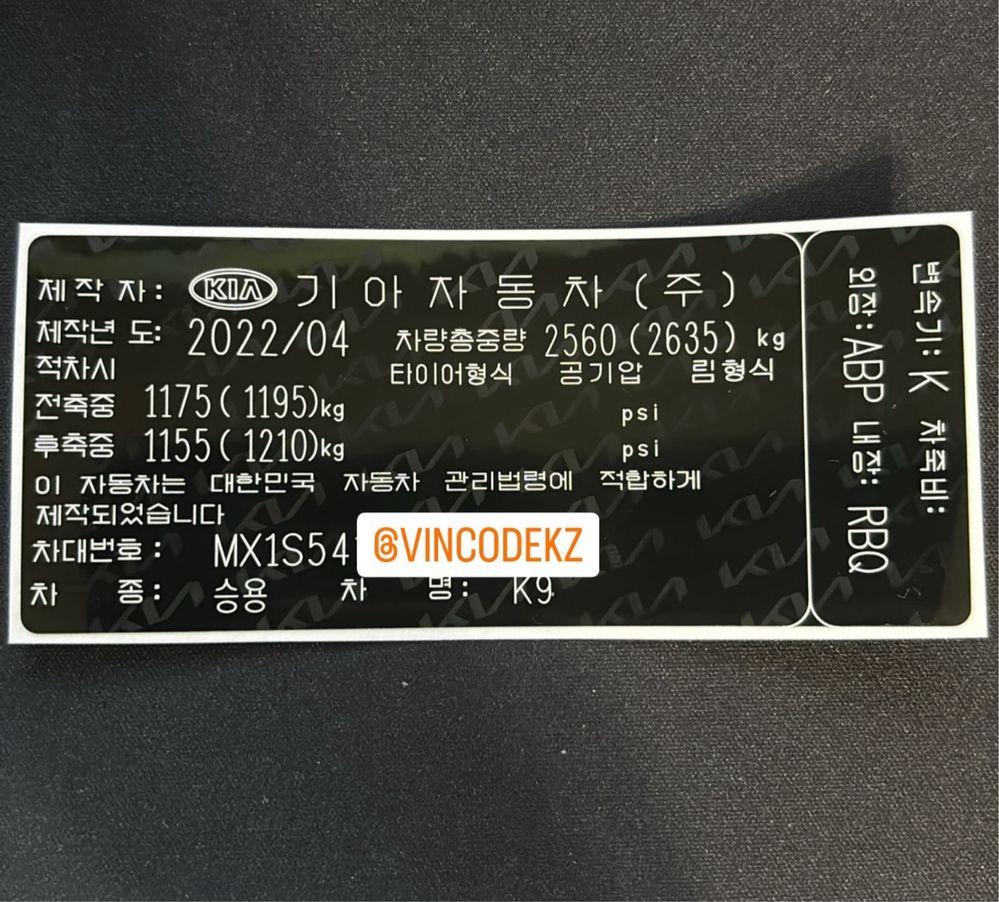 제작자: KIA 기아자동차(주)
제작년도: 2022/04 차량총중량 2560(2635) kg
적차시 타이어형식 공기압 림형식
전축중 1175(1195)kg psi
후축중 1155(1210)kg psi
이 자동차는 대한민국 자동차 관리법령에 적합하게
제작되었습니다
차대번호: MX1S54 @VINCODEKZ
차 종: 승용 차 명: K9
변속기: K 차축비:
외장: ABP 내장: RBQ